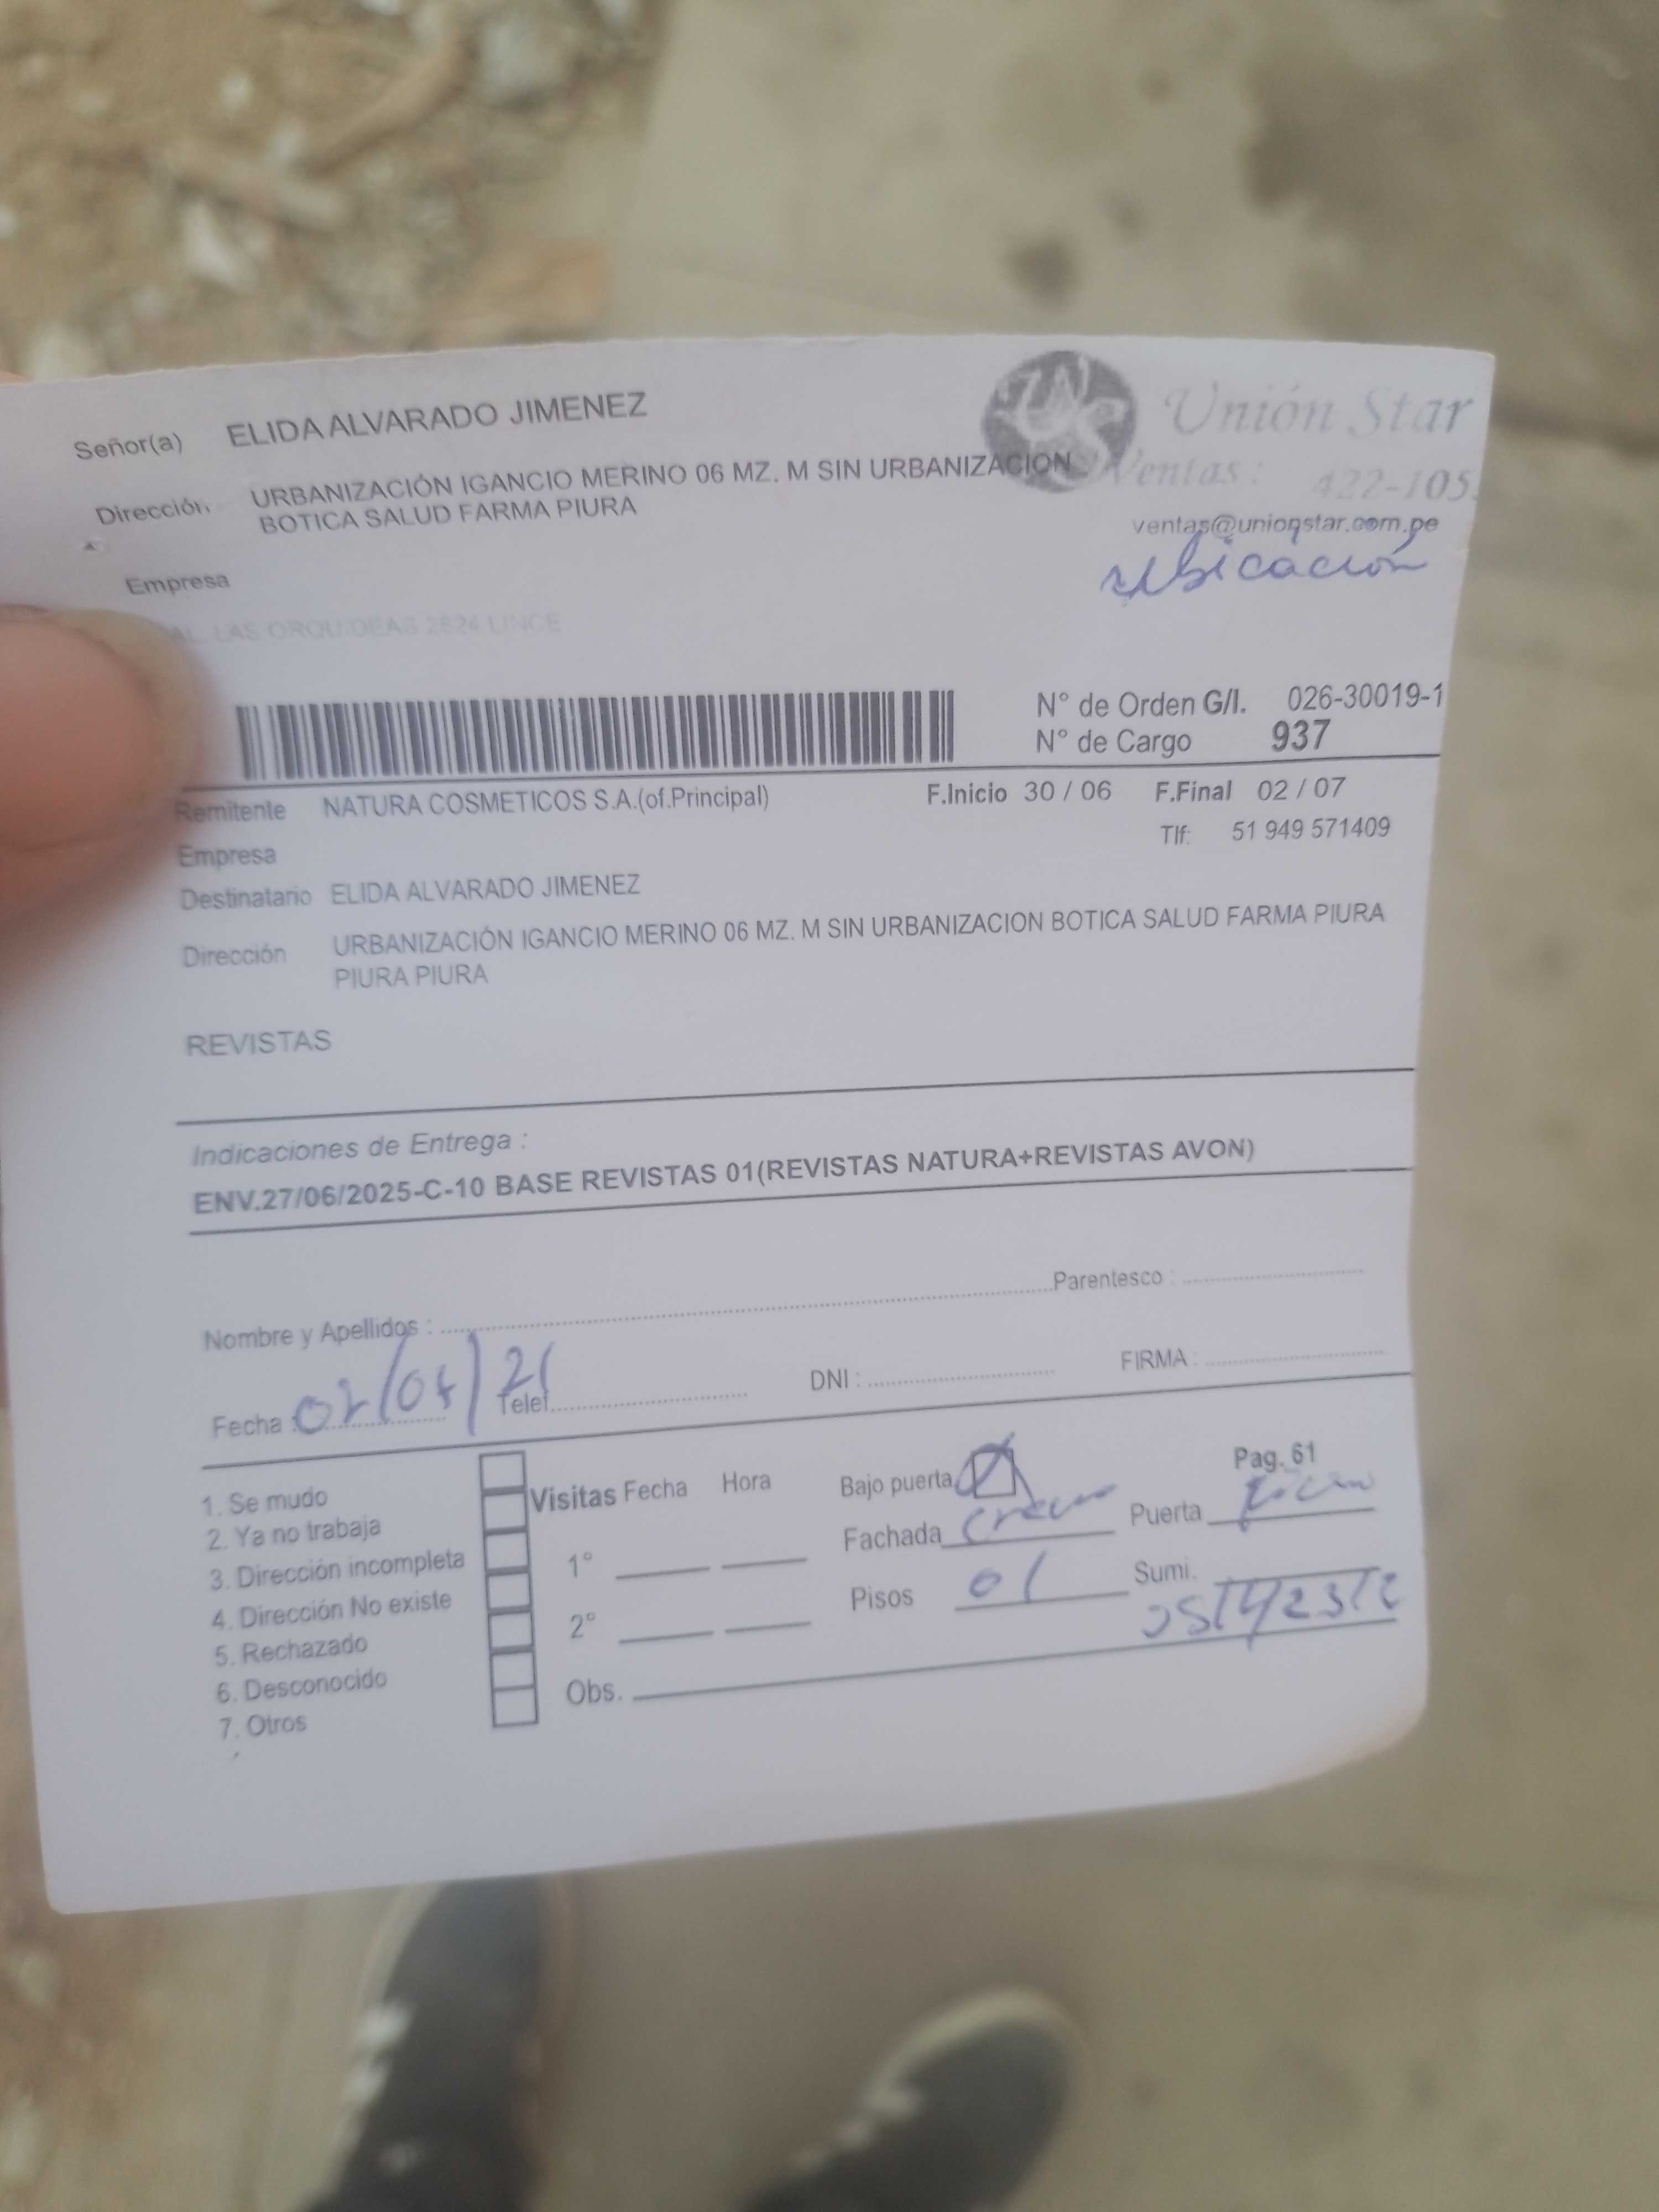 Señor(a) ELIDA ALVARADO JIMENEZ
Unión Star
Dirección URBANIZACIÓN IGANCIO MERINO 06 MZ. M SIN URBANIZACION
Ventas: 422-105
BOTICA SALUD FARMA PIURA
ventas@unionstar.com.pe
ubicación
Empresa
AL. LAS ORQUIDEAS 2624 LINCE
N° de Orden G/I. 026-30019-1
N° de Cargo 937
Remitente NATURA COSMETICOS S.A.(of.Principal) F.Inicio 30 / 06 F.Final 02 / 07
Tlf: 51 949 571409
Empresa
Destinatario ELIDA ALVARADO JIMENEZ
Dirección URBANIZACIÓN IGANCIO MERINO 06 MZ. M SIN URBANIZACION BOTICA SALUD FARMA PIURA
PIURA PIURA
REVISTAS
Indicaciones de Entrega :
ENV.27/06/2025-C-10 BASE REVISTAS 01(REVISTAS NATURA+REVISTAS AVON)
Nombre y Apellidos : Parentesco :
Fecha : Telef. DNI : FIRMA :
1. Se mudo
2. Ya no trabaja
3. Dirección incompleta
4. Dirección No existe
5. Rechazado
6. Desconocido
7. Otros
Visitas Fecha Hora
1°
2°
Obs.
Bajo puerta Pag. 61
Fachada crema Puerta
Pisos 01 Sumi.